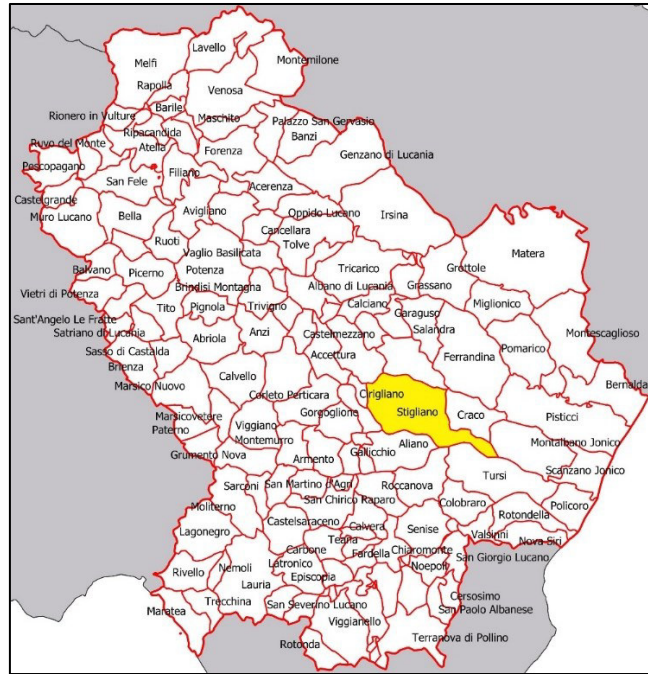 Lavello
Melfi
Montemilone
Rapolla
Venosa
Barile
Rionero in Vulture
Maschito
Palazzo San Gervasio
Ripacandida
Banzi
Ruvo del Monte
Atella
Forenza
Genzano di Lucania
Pescopagano
Filiano
San Fele
Acerenza
Castelgrande
Muro Lucano
Bella
Avigliano
Oppido Lucano
Irsina
Cancellara
Ruoti
Tolve
Vaglio Basilicata
Matera
Balvano
Picerno
Potenza
Tricarico
Grottole
Brindisi Montagna
Albano di Lucania
Grassano
Vietri di Potenza
Tito
Pignola
Trivigno
Calciano
Miglionico
Sant'Angelo Le Fratte
Garaguso
Satriano di Lucania
Abriola
Anzi
Castelmezzano
Salandra
Montescaglioso
Sasso di Castalda
Accettura
Ferrandina
Pomarico
Brienza
Calvello
Marsico Nuovo
Corleto Perticara
Cirigliano
Bernalda
Marsicovetere
Gorgoglione
Stigliano
Craco
Pisticci
Paterno
Viggiano
Montemurro
Aliano
Montalbano Jonico
Grumento Nova
Armento
Gallicchio
Scanzano Jonico
Sarconi
San Martino d'Agri
Roccanova
Tursi
San Chirico Raparo
Colobraro
Policoro
Moliterno
Rotondella
Lagonegro
Castelsaraceno
Calvera
Senise
Valsinni
Teana
Nova Siri
Carbone
Fardella
Chiaromonte
San Giorgio Lucano
Rivello
Nemoli
Latronico
Noepoli
Lauria
Episcopia
Cersosimo
Maratea
Trecchina
San Severino Lucano
San Paolo Albanese
Viggianello
Rotonda
Terranova di Pollino